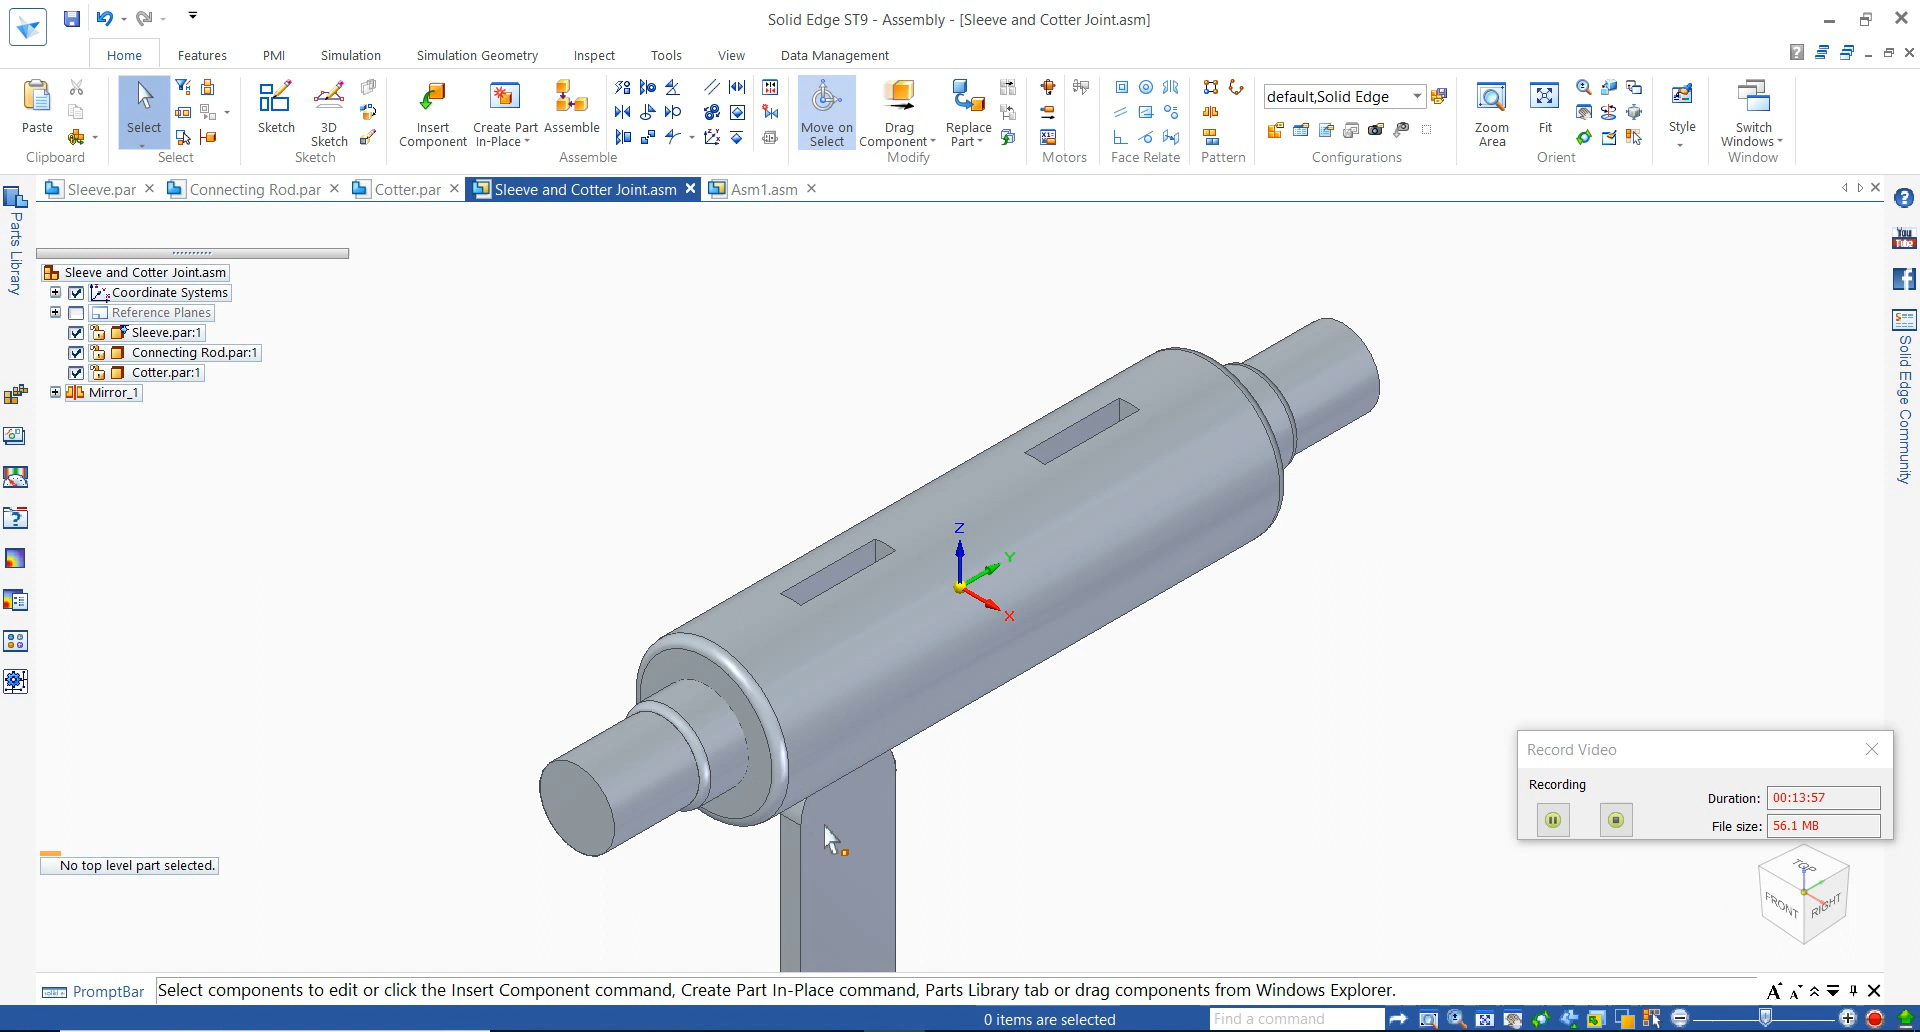 Solid Edge ST9 - Assembly - [Sleeve and Cotter Joint.asm]
Home Features PMI Simulation Simulation Geometry Inspect Tools View Data Management
Paste
Clipboard
Select
Select
Sketch
3D Sketch
Sketch
Insert Component
Create Part In-Place
Assemble
Assemble
Move on Select
Drag Component
Replace Part
Modify
Motors
Face Relate
Pattern
default,Solid Edge
Configurations
Zoom Area
Fit
Orient
Style
Switch Windows
Window
Sleeve.par Connecting Rod.par Cotter.par Sleeve and Cotter Joint.asm Asm1.asm
Parts Library
Sleeve and Cotter Joint.asm
Coordinate Systems
Reference Planes
Sleeve.par:1
Connecting Rod.par:1
Cotter.par:1
Mirror_1
You
Tube
Solid Edge Community
Z
Y
X
Record Video
Recording
Duration: 00:13:57
File size: 56.1 MB
No top level part selected.
TOP
FRONT
RIGHT
PromptBar Select components to edit or click the Insert Component command, Create Part In-Place command, Parts Library tab or drag components from Windows Explorer.
0 items are selected Find a command